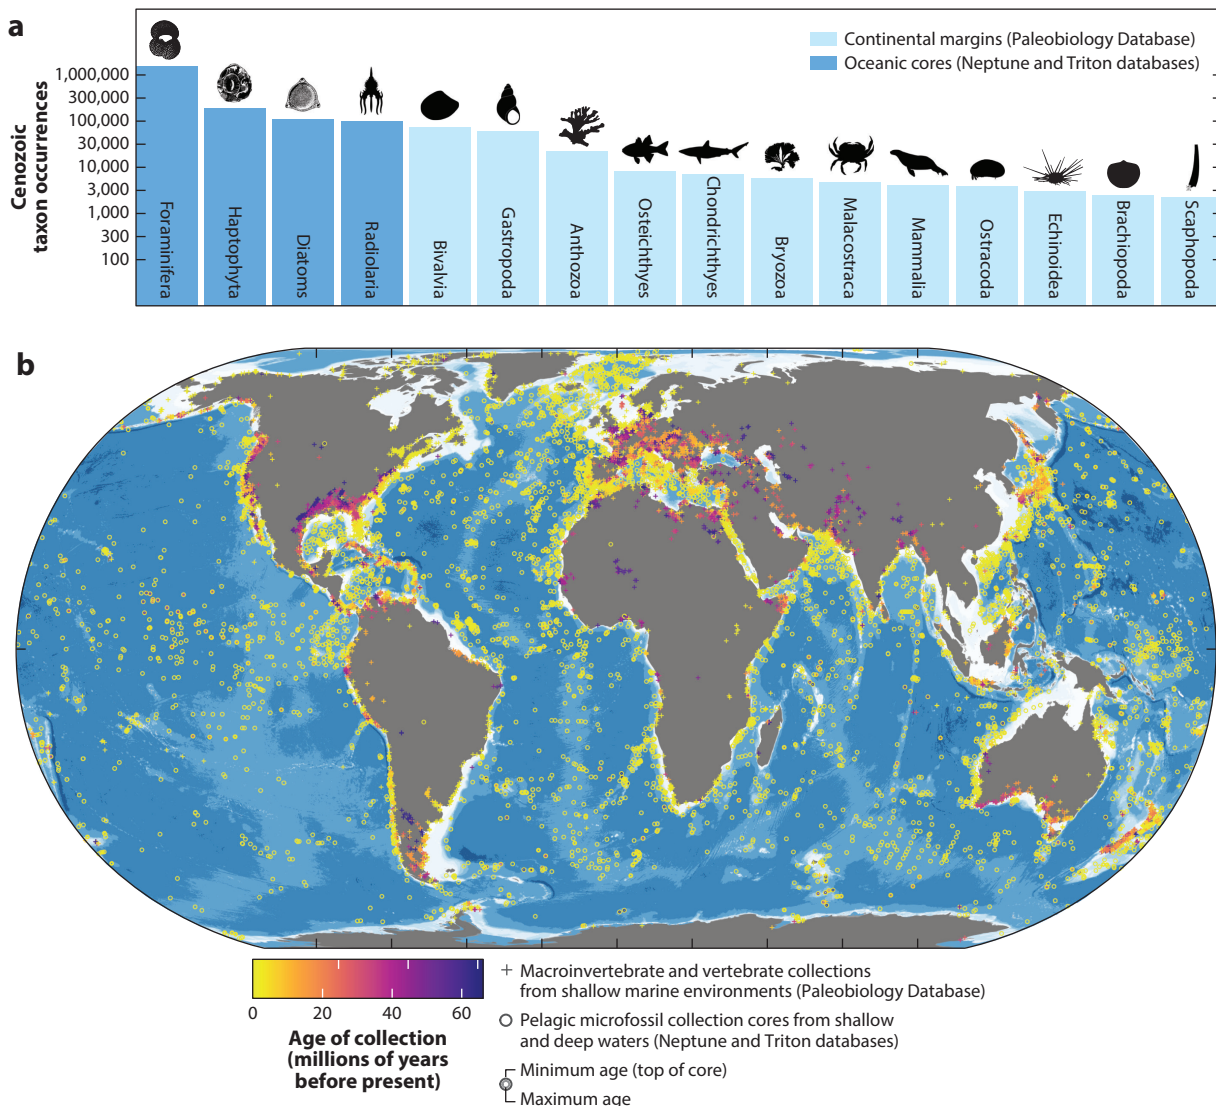 a
Cenozoic
taxon occurrences
1,000,000
300,000
100,000
30,000
10,000
3,000
1,000
300
100
Continental margins (Paleobiology Database)
Oceanic cores (Neptune and Triton databases)
Foraminifera
Haptophyta
Diatoms
Radiolaria
Bivalvia
Gastropoda
Anthozoa
Osteichthyes
Chondrichthyes
Bryozoa
Malacostraca
Mammalia
Ostracoda
Echinoidea
Brachiopoda
Scaphopoda
b
0 20 40 60
Age of collection
(millions of years
before present)
Macroinvertebrate and vertebrate collections
from shallow marine environments (Paleobiology Database)
Pelagic microfossil collection cores from shallow
and deep waters (Neptune and Triton databases)
Minimum age (top of core)
Maximum age